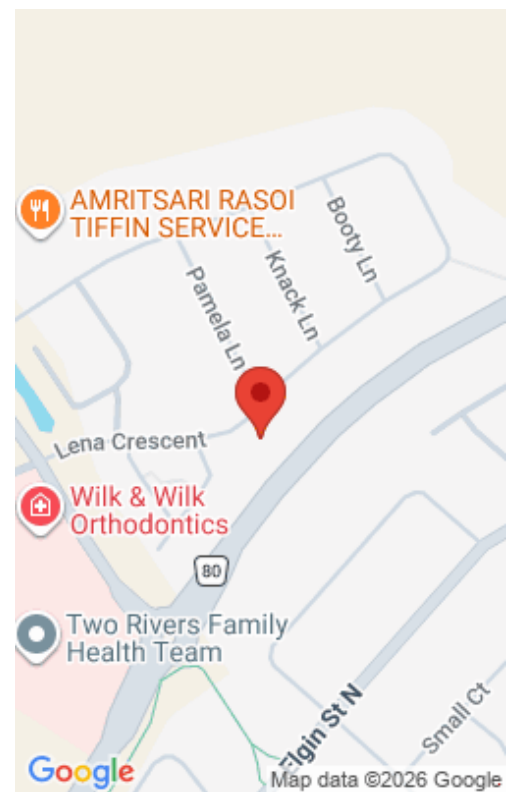 AMRITSARI RASOI
TIFFIN SERVICE...
Booty Ln
Knack Ln
Pamela Ln
Lena Crescent
Wilk & Wilk
Orthodontics
80
Two Rivers Family
Health Team
Elgin St N
Small Ct
Google
Map data ©2026 Google